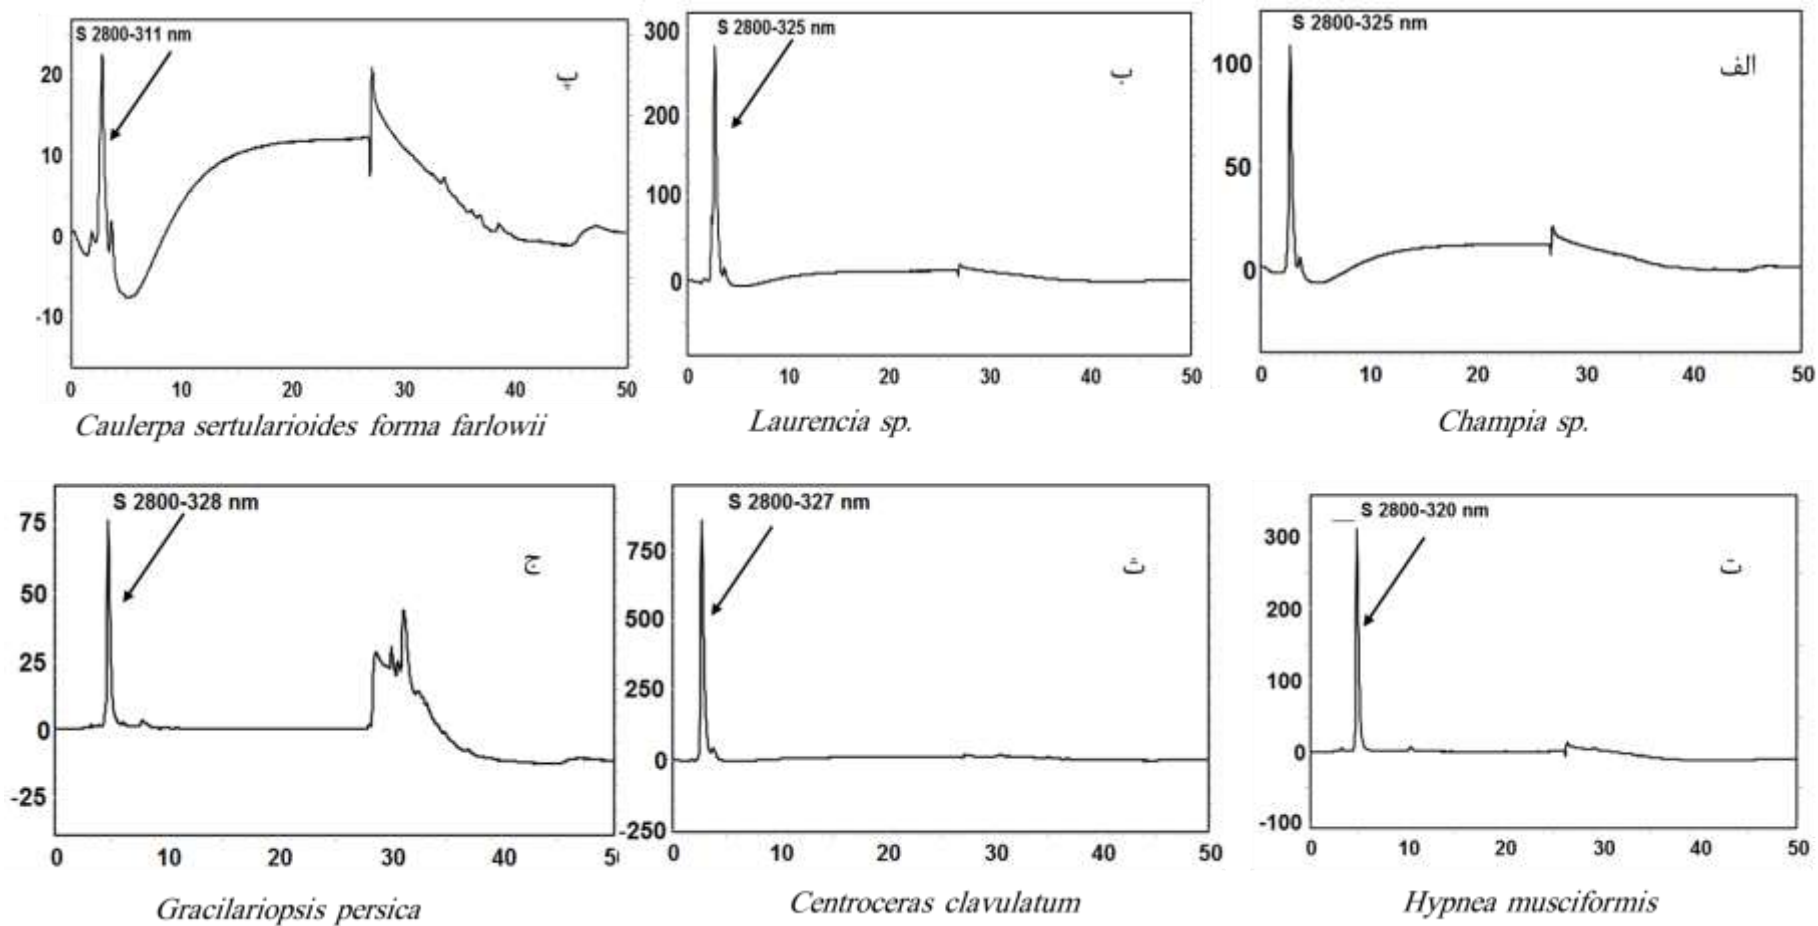 S 2800-311 nm
پ
20
10
0
-10
0 10 20 30 40 50
Caulerpa sertularioides forma farlowii
S 2800-325 nm
ب
300
200
100
0
0 10 20 30 40 50
Laurencia sp.
S 2800-325 nm
الف
100
50
0
0 10 20 30 40 50
Champia sp.
S 2800-328 nm
ج
75
50
25
0
-25
0 10 20 30 40 5
Gracilariopsis persica
S 2800-327 nm
ث
750
500
250
0
-250
0 10 20 30 40 50
Centroceras clavulatum
S 2800-320 nm
ت
300
200
100
0
-100
0 10 20 30 40 50
Hypnea musciformis